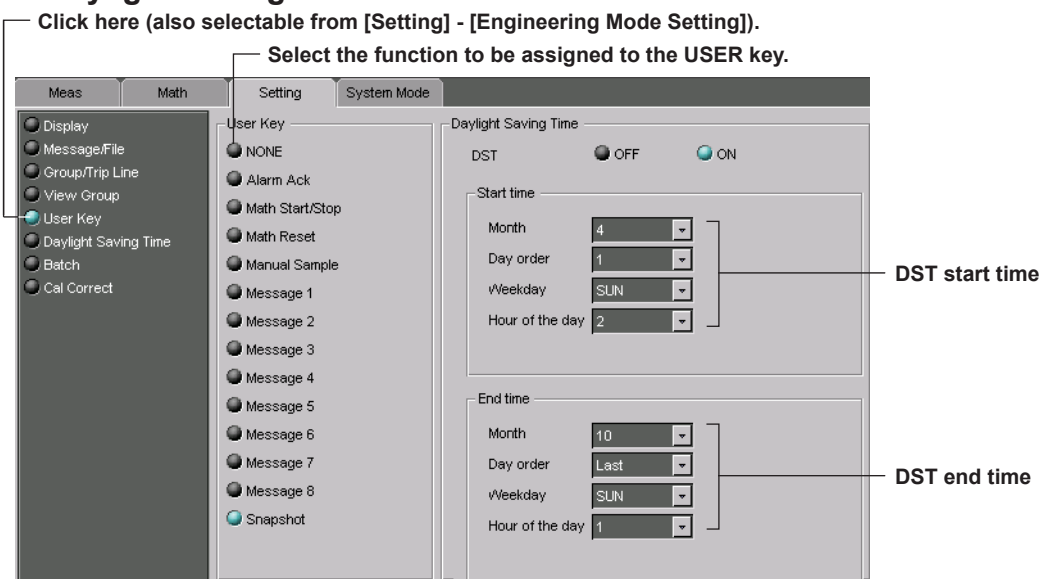 Click here (also selectable from [Setting] - [Engineering Mode Setting]).
Select the function to be assigned to the USER key.
Meas Math Setting System Mode
Display
Message/File
Group/Trip Line
View Group
User Key
Daylight Saving Time
Batch
Cal Correct
User Key
NONE
Alarm Ack
Math Start/Stop
Math Reset
Manual Sample
Message 1
Message 2
Message 3
Message 4
Message 5
Message 6
Message 7
Message 8
Snapshot
Daylight Saving Time
DST OFF ON
Start time
Month 4
Day order 1
Weekday SUN
Hour of the day 2
DST start time
End time
Month 10
Day order Last
Weekday SUN
Hour of the day 1
DST end time